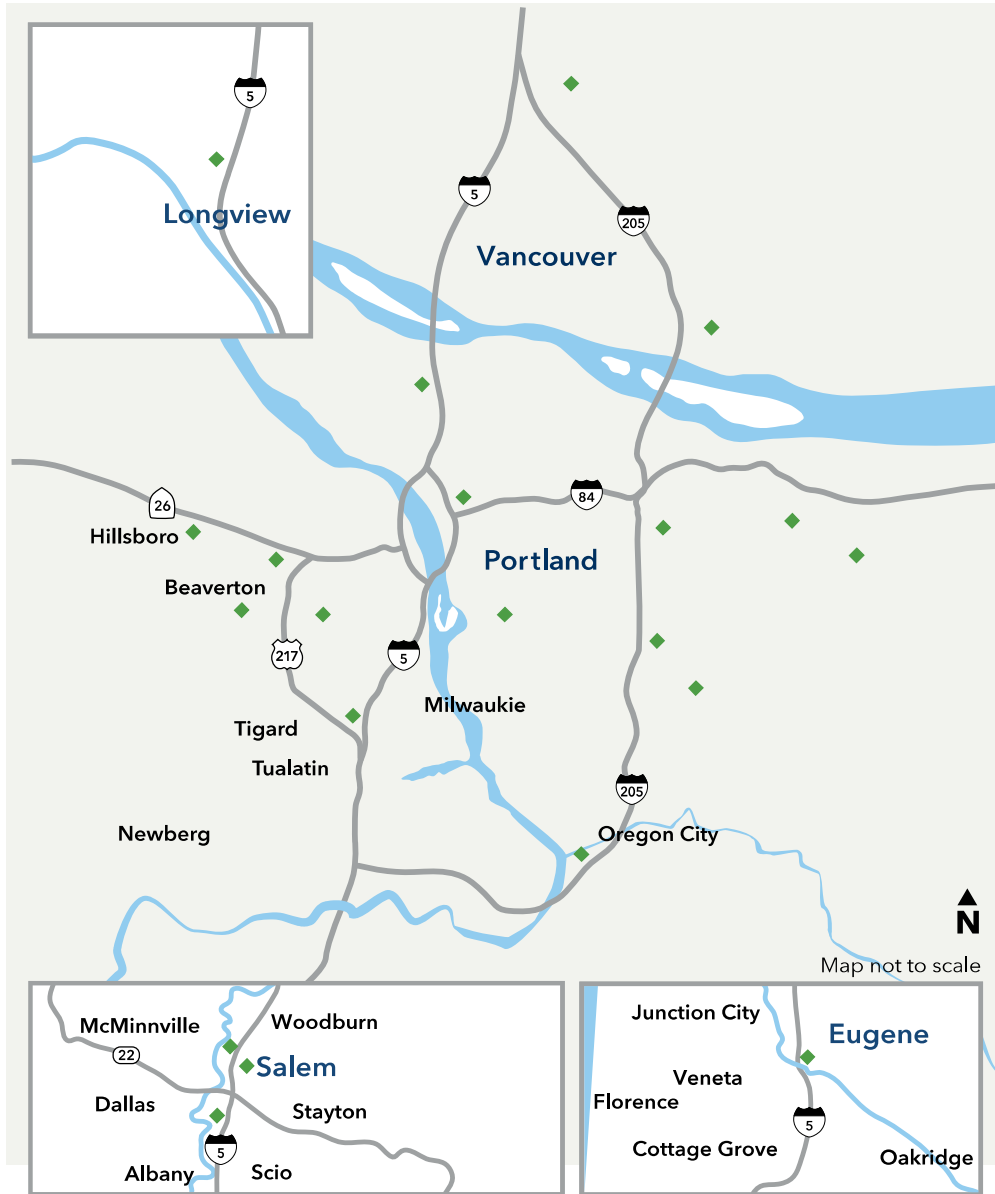 5
Longview
5
205
Vancouver
26
84
Hillsboro
Portland
Beaverton
217
5
Milwaukie
Tigard
Tualatin
205
Newberg
Oregon City
N
Map not to scale
McMinnville
Woodburn
22
Salem
Dallas
Stayton
5
Albany
Scio
Junction City
Eugene
Veneta
Florence
5
Cottage Grove
Oakridge